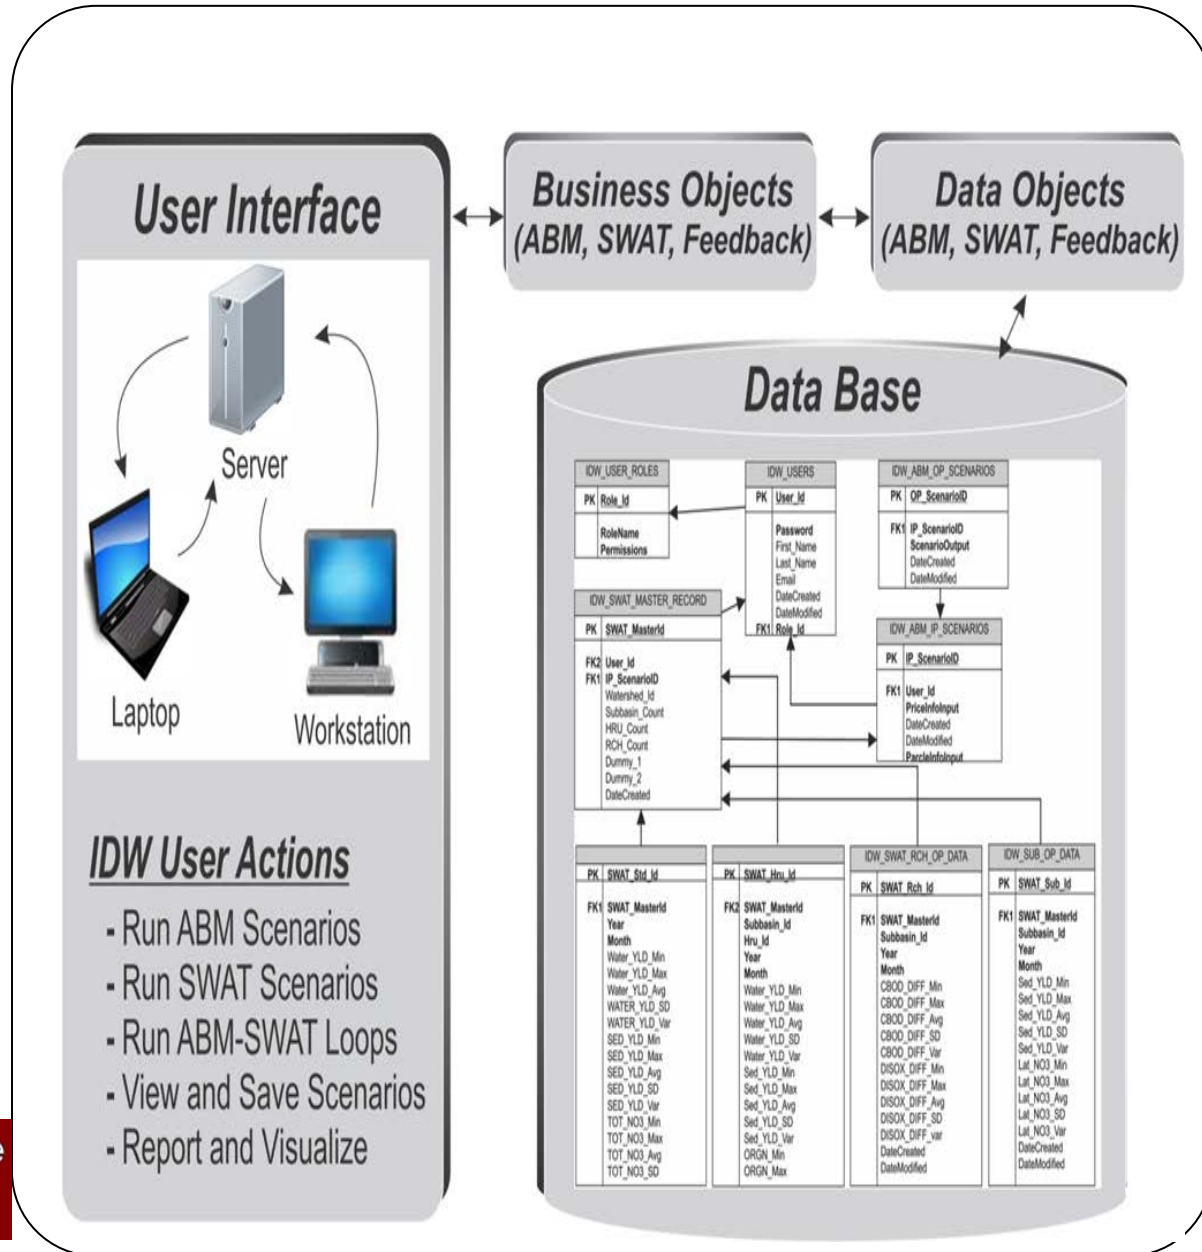 User Interface
Server
Laptop
Workstation
IDW User Actions
- Run ABM Scenarios
- Run SWAT Scenarios
- Run ABM-SWAT Loops
- View and Save Scenarios
- Report and Visualize
Business Objects
(ABM, SWAT, Feedback)
Data Objects
(ABM, SWAT, Feedback)
Data Base
IDW_USER_ROLES
PK Role_Id
RoleName
Permissions
IDW_USERS
PK User_Id
Password
First_Name
Last_Name
Email
DateCreated
DateModified
FK1 Role_Id
IDW_ABM_OP_SCENARIOS
PK OP_ScenarioID
FK1 IP_ScenarioID
ScenarioOutput
DateCreated
DateModified
IDW_SWAT_MASTER_RECORD
PK SWAT_MasterId
FK2 User_Id
FK1 IP_ScenarioID
Watershed_Id
Subbasin_Count
HRU_Count
RCH_Count
Dummy_1
Dummy_2
DateCreated
IDW_ABM_IP_SCENARIOS
PK IP_ScenarioID
FK1 User_Id
PriceInfoInput
DateCreated
DateModified
ParcleInfoInput
PK SWAT_Std_Id
FK1 SWAT_MasterId
Year
Month
Water_YLD_Min
Water_YLD_Max
Water_YLD_Avg
WATER_YLD_SD
WATER_YLD_Var
SED_YLD_Min
SED_YLD_Max
SED_YLD_Avg
SED_YLD_SD
SED_YLD_Var
TOT_NO3_Min
TOT_NO3_Max
TOT_NO3_Avg
TOT_NO3_SD
PK SWAT_Hru_Id
FK2 SWAT_MasterId
Subbasin_Id
Hru_Id
Year
Month
Water_YLD_Min
Water_YLD_Max
Water_YLD_Avg
Water_YLD_SD
Water_YLD_Var
Sed_YLD_Min
Sed_YLD_Max
Sed_YLD_Avg
Sed_YLD_SD
Sed_YLD_Var
ORGN_Min
ORGN_Max
IDW_SWAT_RCH_OP_DATA
PK SWAT_Rch_Id
FK1 SWAT_MasterId
Subbasin_Id
Year
Month
CBOD_DIFF_Min
CBOD_DIFF_Max
CBOD_DIFF_Avg
CBOD_DIFF_SD
CBOD_DIFF_Var
DISOX_DIFF_Min
DISOX_DIFF_Max
DISOX_DIFF_Avg
DISOX_DIFF_SD
DISOX_DIFF_var
DateCreated
DateModified
IDW_SUB_OP_DATA
PK SWAT_Sub_Id
FK1 SWAT_MasterId
Subbasin_Id
Year
Month
Sed_YLD_Min
Sed_YLD_Max
Sed_YLD_Avg
Sed_YLD_SD
Sed_YLD_Var
Lat_NO3_Min
Lat_NO3_Max
Lat_NO3_Avg
Lat_NO3_SD
Lat_NO3_Var
DateCreated
DateModified